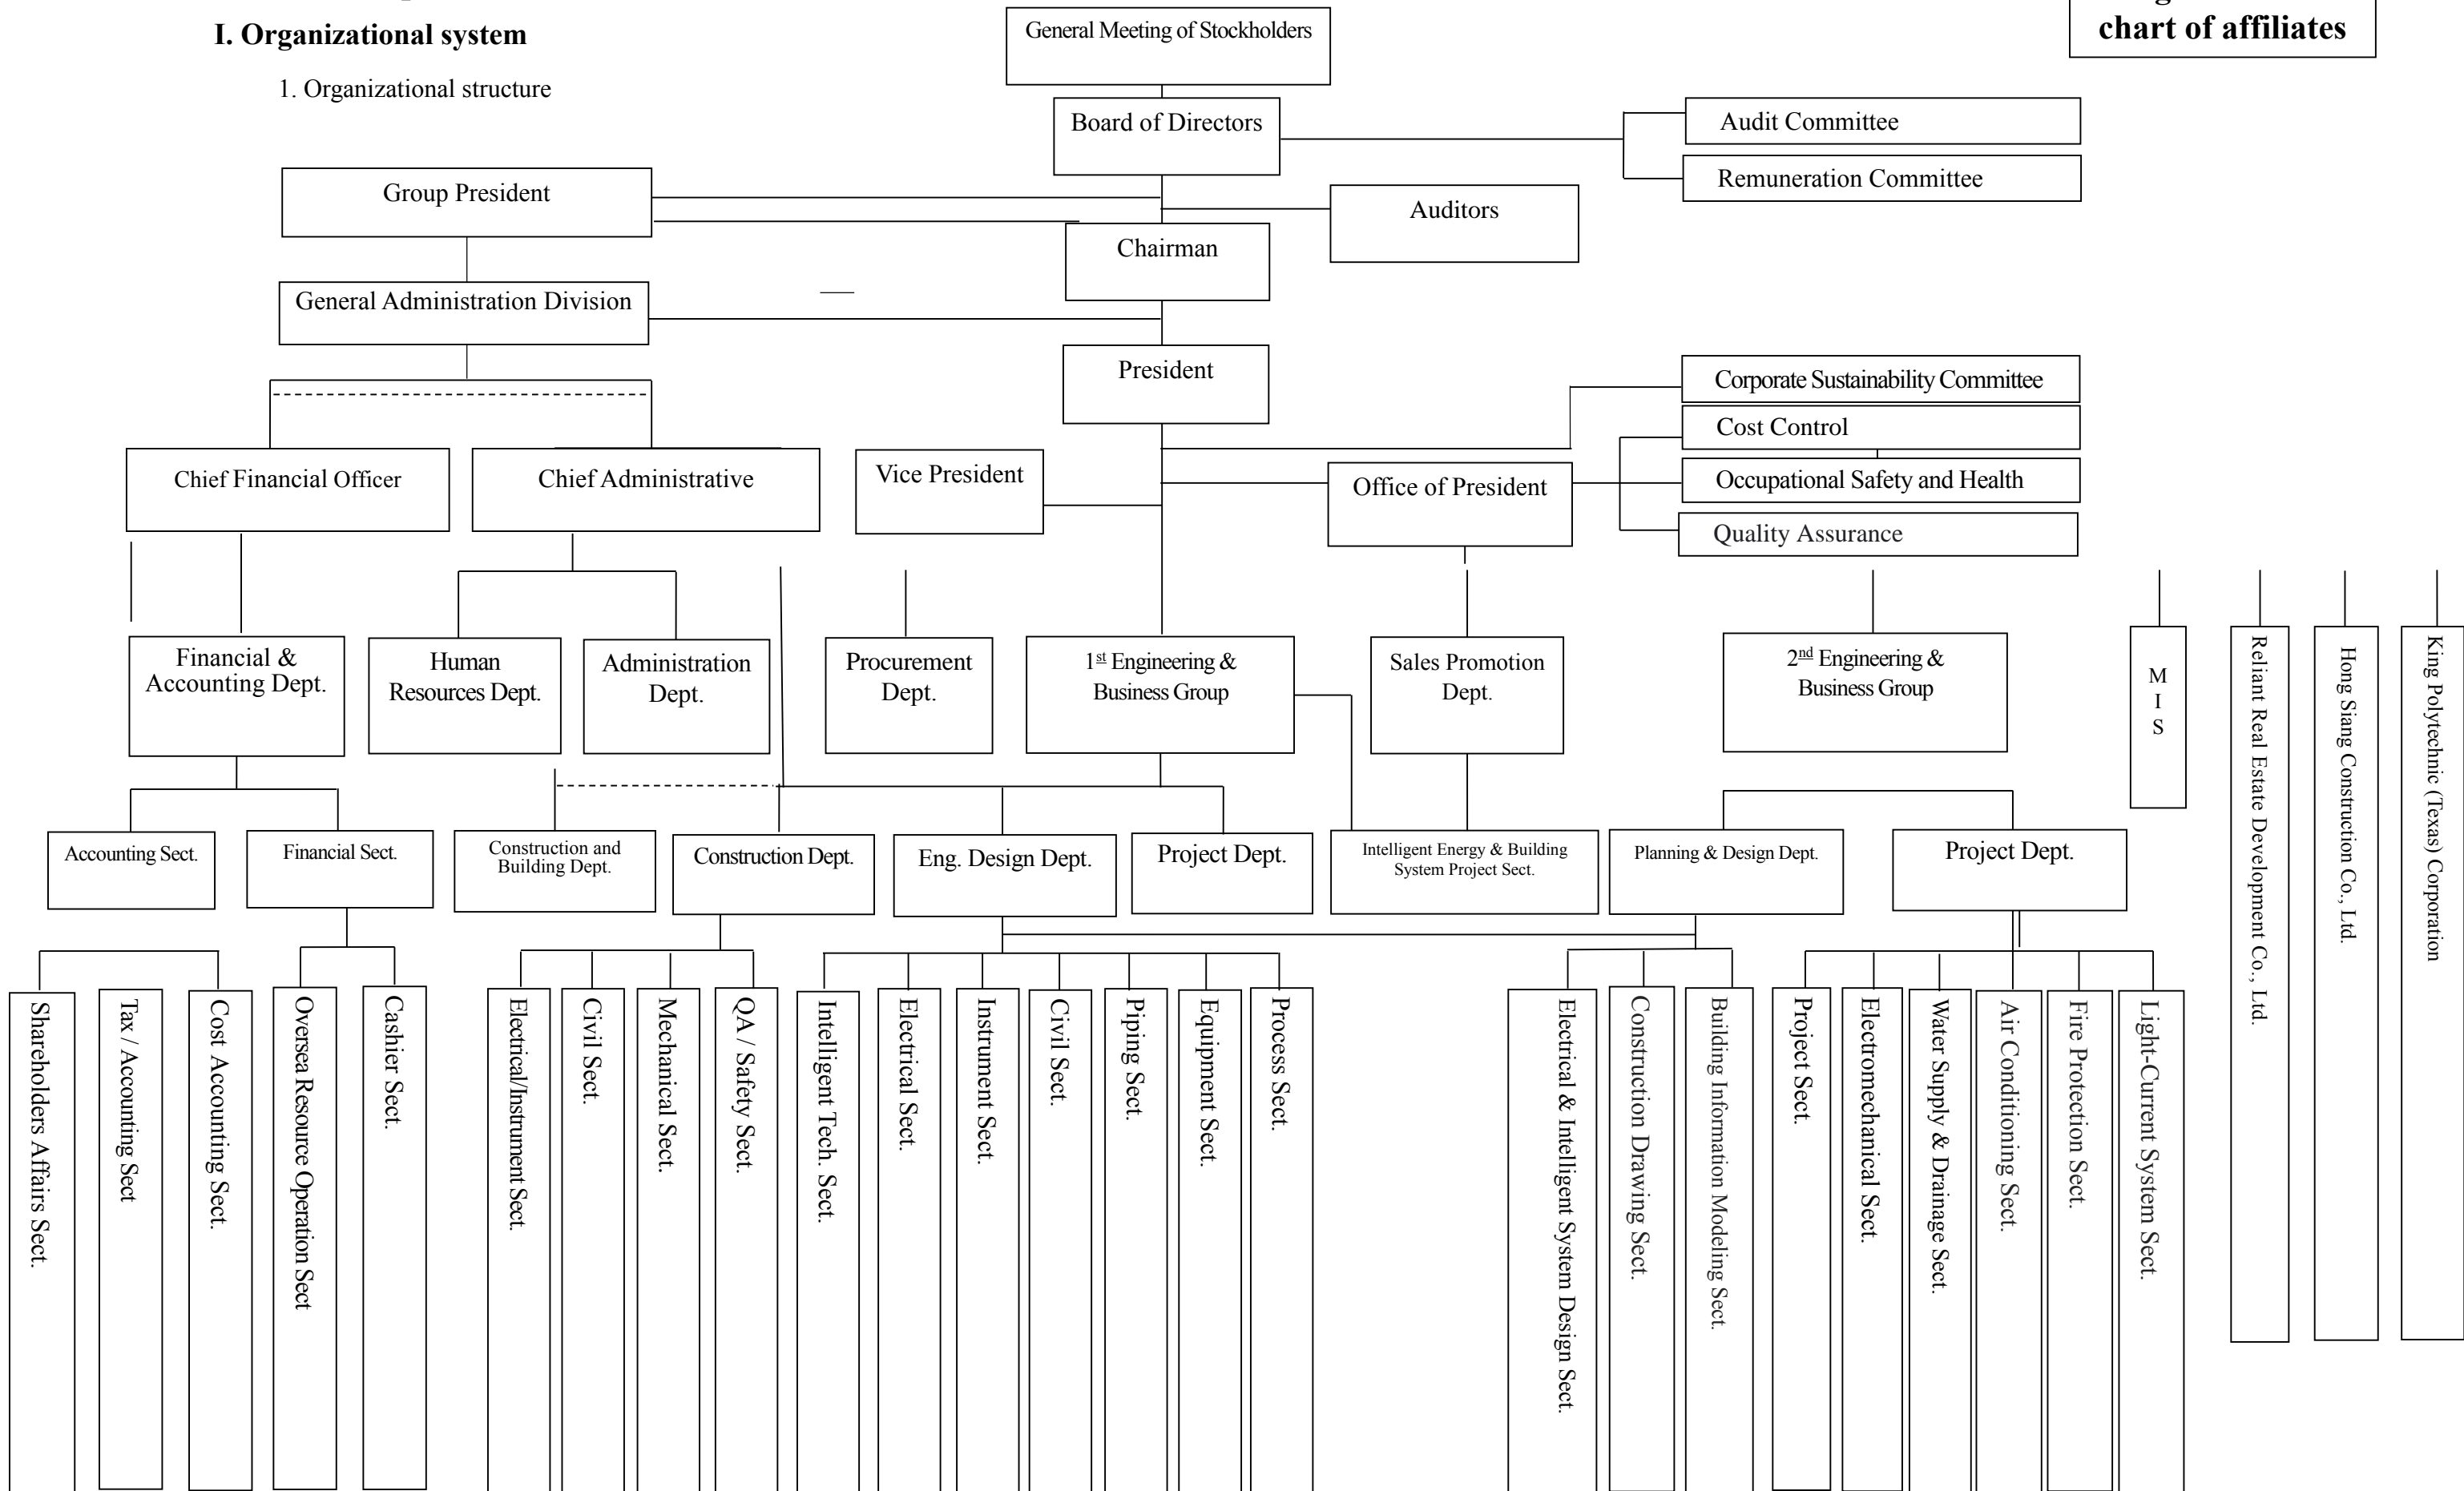 I. Organizational system
chart of affiliates
1. Organizational structure
General Meeting of Stockholders
Board of Directors
Audit Committee
Remuneration Committee
Group President
Auditors
Chairman
General Administration Division
President
Corporate Sustainability Committee
Cost Control
Chief Financial Officer
Chief Administrative
Vice President
Office of President
Occupational Safety and Health
Quality Assurance
Financial &
Accounting Dept.
Human
Resources Dept.
Administration
Dept.
Procurement
Dept.
1st Engineering &
Business Group
Sales Promotion
Dept.
2nd Engineering &
Business Group
M
I
S
Reliant Real Estate Development Co., Ltd.
Hong Siang Construction Co., Ltd.
King Polytechnic (Texas) Corporation
Accounting Sect.
Financial Sect.
Construction and
Building Dept.
Construction Dept.
Eng. Design Dept.
Project Dept.
Intelligent Energy & Building
System Project Sect.
Planning & Design Dept.
Project Dept.
Shareholders Affairs Sect.
Tax / Accounting Sect
Cost Accounting Sect.
Oversea Resource Operation Sect
Cashier Sect.
Electrical/Instrument Sect.
Civil Sect.
Mechanical Sect.
QA / Safety Sect.
Intelligent Tech. Sect.
Electrical Sect.
Instrument Sect.
Civil Sect.
Piping Sect.
Equipment Sect.
Process Sect.
Electrical & Intelligent System Design Sect.
Construction Drawing Sect.
Building Information Modeling Sect.
Project Sect.
Electromechanical Sect.
Water Supply & Drainage Sect.
Air Conditioning Sect.
Fire Protection Sect.
Light-Current System Sect.